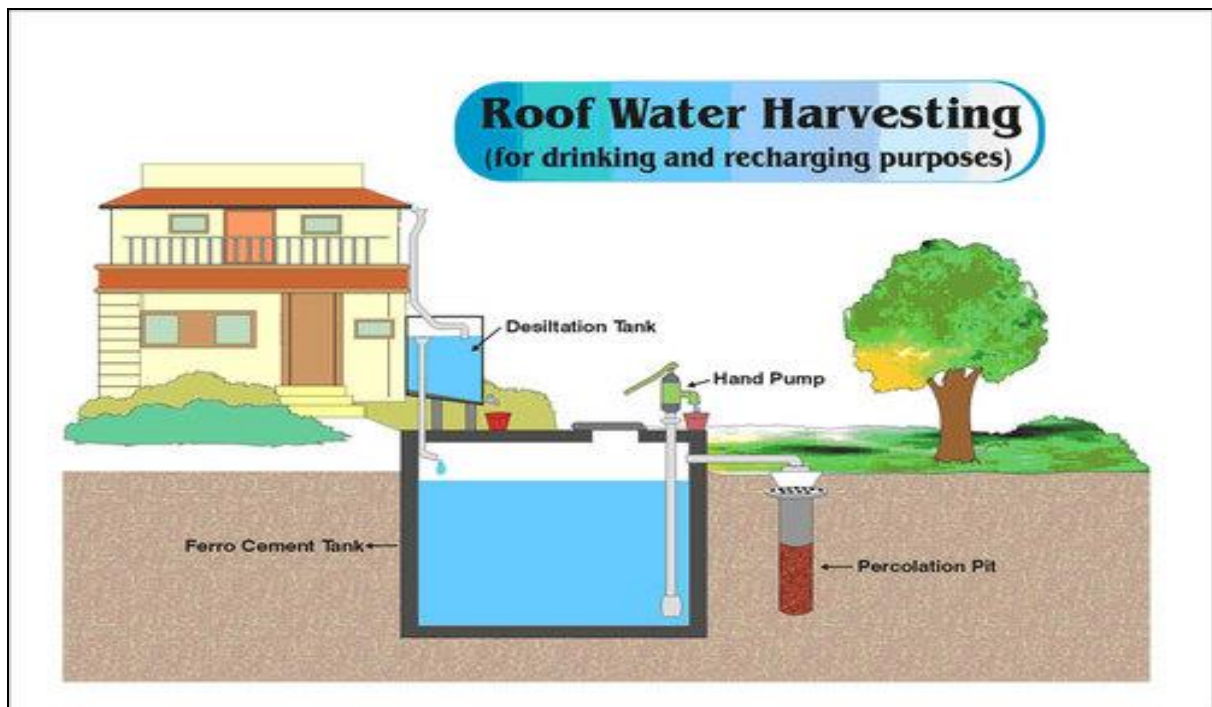 Roof Water Harvesting
(for drinking and recharging purposes)
Desiltation Tank
Hand Pump
Ferro Cement Tank
Percolation Pit